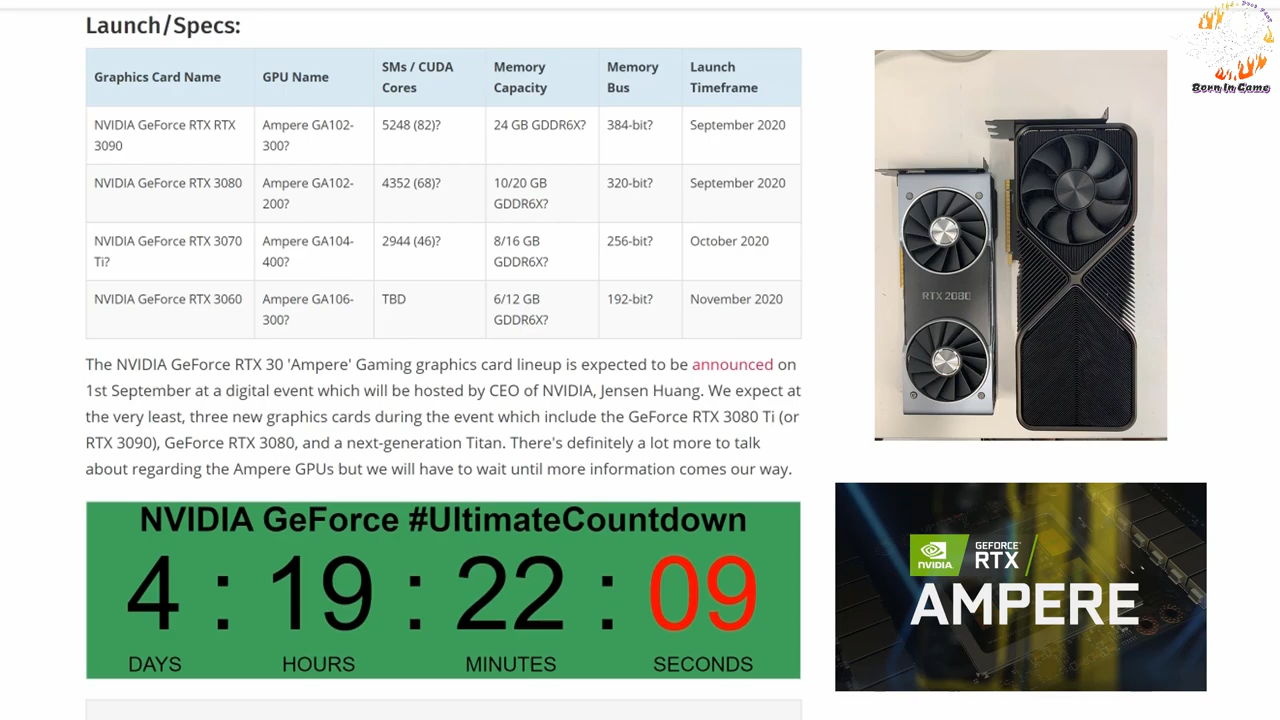 Launch/Specs:
Graphics Card Name
GPU Name
SMs / CUDA
Cores
Memory
Capacity
Memory
Bus
Launch
Timeframe
NVIDIA GeForce RTX RTX
3090
Ampere GA102-
300?
5248 (82)?
24 GB GDDR6X?
384-bit?
September 2020
NVIDIA GeForce RTX 3080
Ampere GA102-
200?
4352 (68)?
10/20 GB
GDDR6X?
320-bit?
September 2020
NVIDIA GeForce RTX 3070
Ti?
Ampere GA104-
400?
2944 (46)?
8/16 GB
GDDR6X?
256-bit?
October 2020
NVIDIA GeForce RTX 3060
Ampere GA106-
300?
TBD
6/12 GB
GDDR6X?
192-bit?
November 2020
The NVIDIA GeForce RTX 30 'Ampere' Gaming graphics card lineup is expected to be announced on
1st September at a digital event which will be hosted by CEO of NVIDIA, Jensen Huang. We expect at
the very least, three new graphics cards during the event which include the GeForce RTX 3080 Ti (or
RTX 3090), GeForce RTX 3080, and a next-generation Titan. There's definitely a lot more to talk
about regarding the Ampere GPUs but we will have to wait until more information comes our way.
NVIDIA GeForce #UltimateCountdown
4 : 19 : 22 : 09
DAYS HOURS MINUTES SECONDS
Born In Game
RTX 2080
NVIDIA.
GEFORCE
RTX
AMPERE